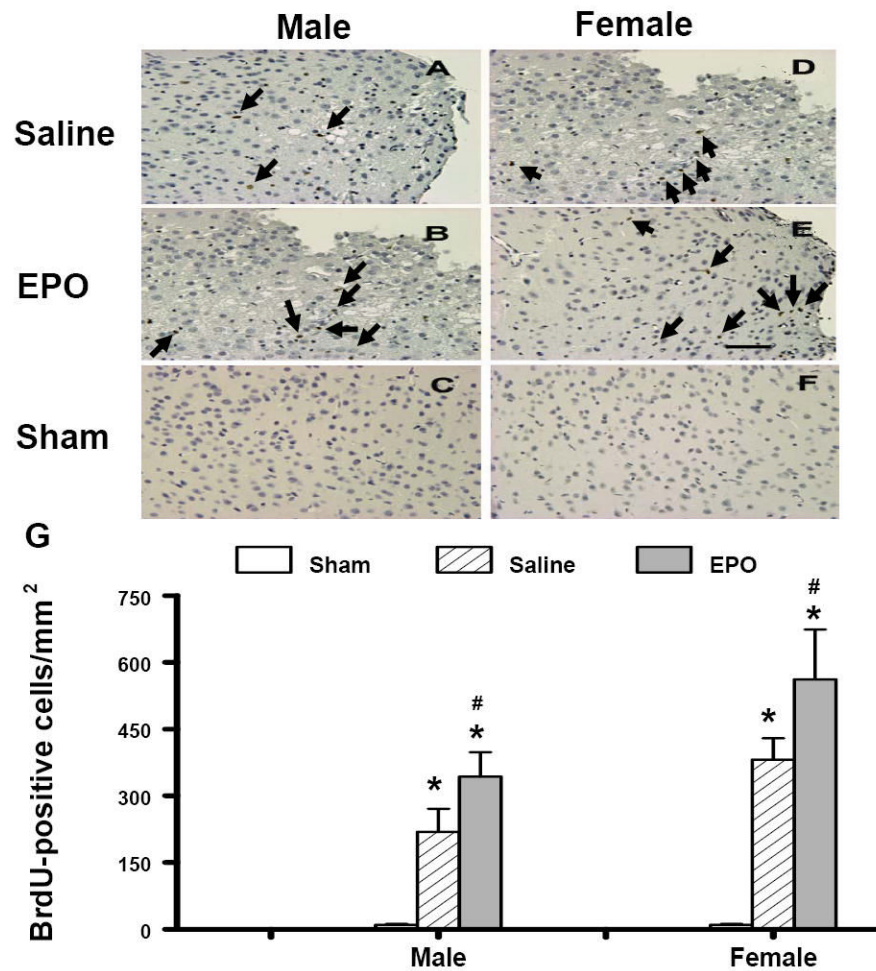 Male Female
Saline
A D
EPO
B E
Sham
C F
G
Sham Saline EPO
BrdU-positive cells/mm²
750
600
450
300
150
0
* # * * # *
Male Female